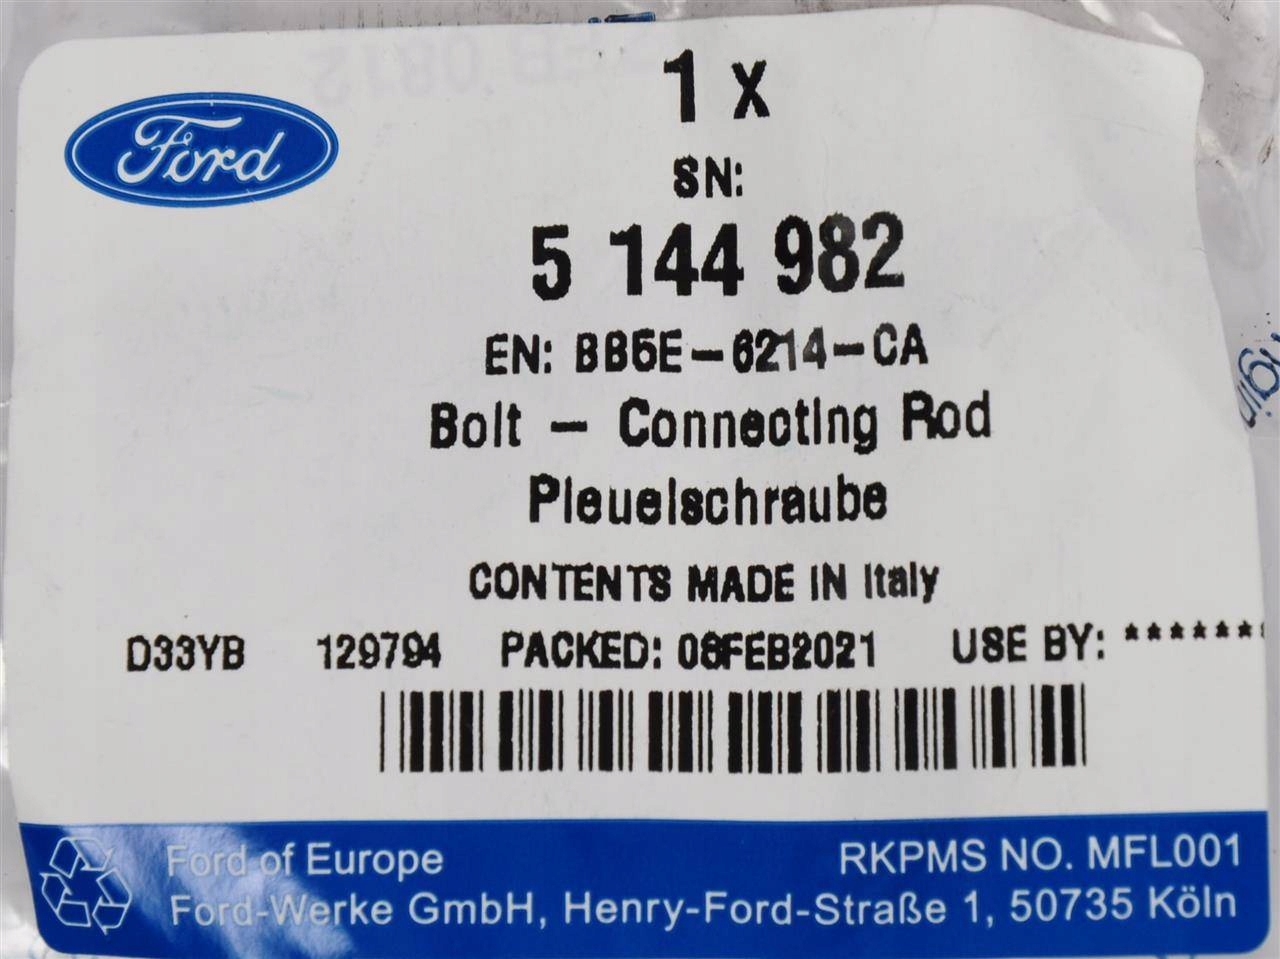 Ford
1 x
SN:
5 144 982
EN: BB5E-6214-CA
Bolt - Connecting Rod
Pleuelschraube
CONTENTS MADE IN Italy
D33YB 129794 PACKED: 08FEB2021 USE BY: *******
Ford of Europe
RKPMS NO. MFL001
Ford-Werke GmbH, Henry-Ford-Straße 1, 50735 Köln